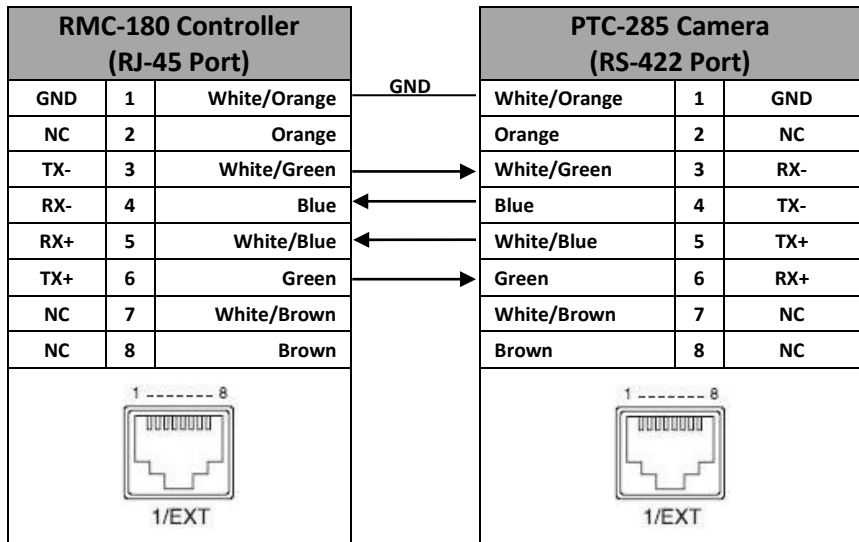 RMC-180 Controller
(RJ-45 Port)
PTC-285 Camera
(RS-422 Port)
GND 1 White/Orange GND White/Orange 1 GND
NC 2 Orange Orange 2 NC
TX- 3 White/Green White/Green 3 RX-
RX- 4 Blue Blue 4 TX-
RX+ 5 White/Blue White/Blue 5 TX+
TX+ 6 Green Green 6 RX+
NC 7 White/Brown White/Brown 7 NC
NC 8 Brown Brown 8 NC
1 ------- 8 1 ------- 8
1/EXT 1/EXT